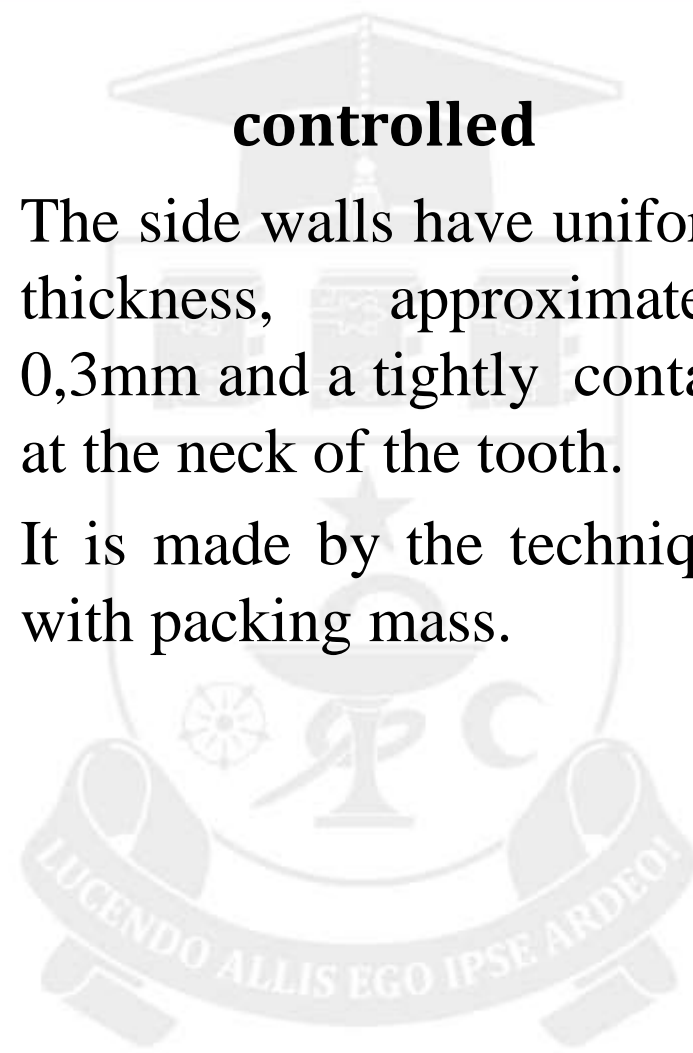 controlled
The side walls have unifor
thickness, approximate
0,3mm and a tightly conta
at the neck of the tooth.
It is made by the techniq
with packing mass.
LUCENDO ALLIS EGO IPSE ARDEO!